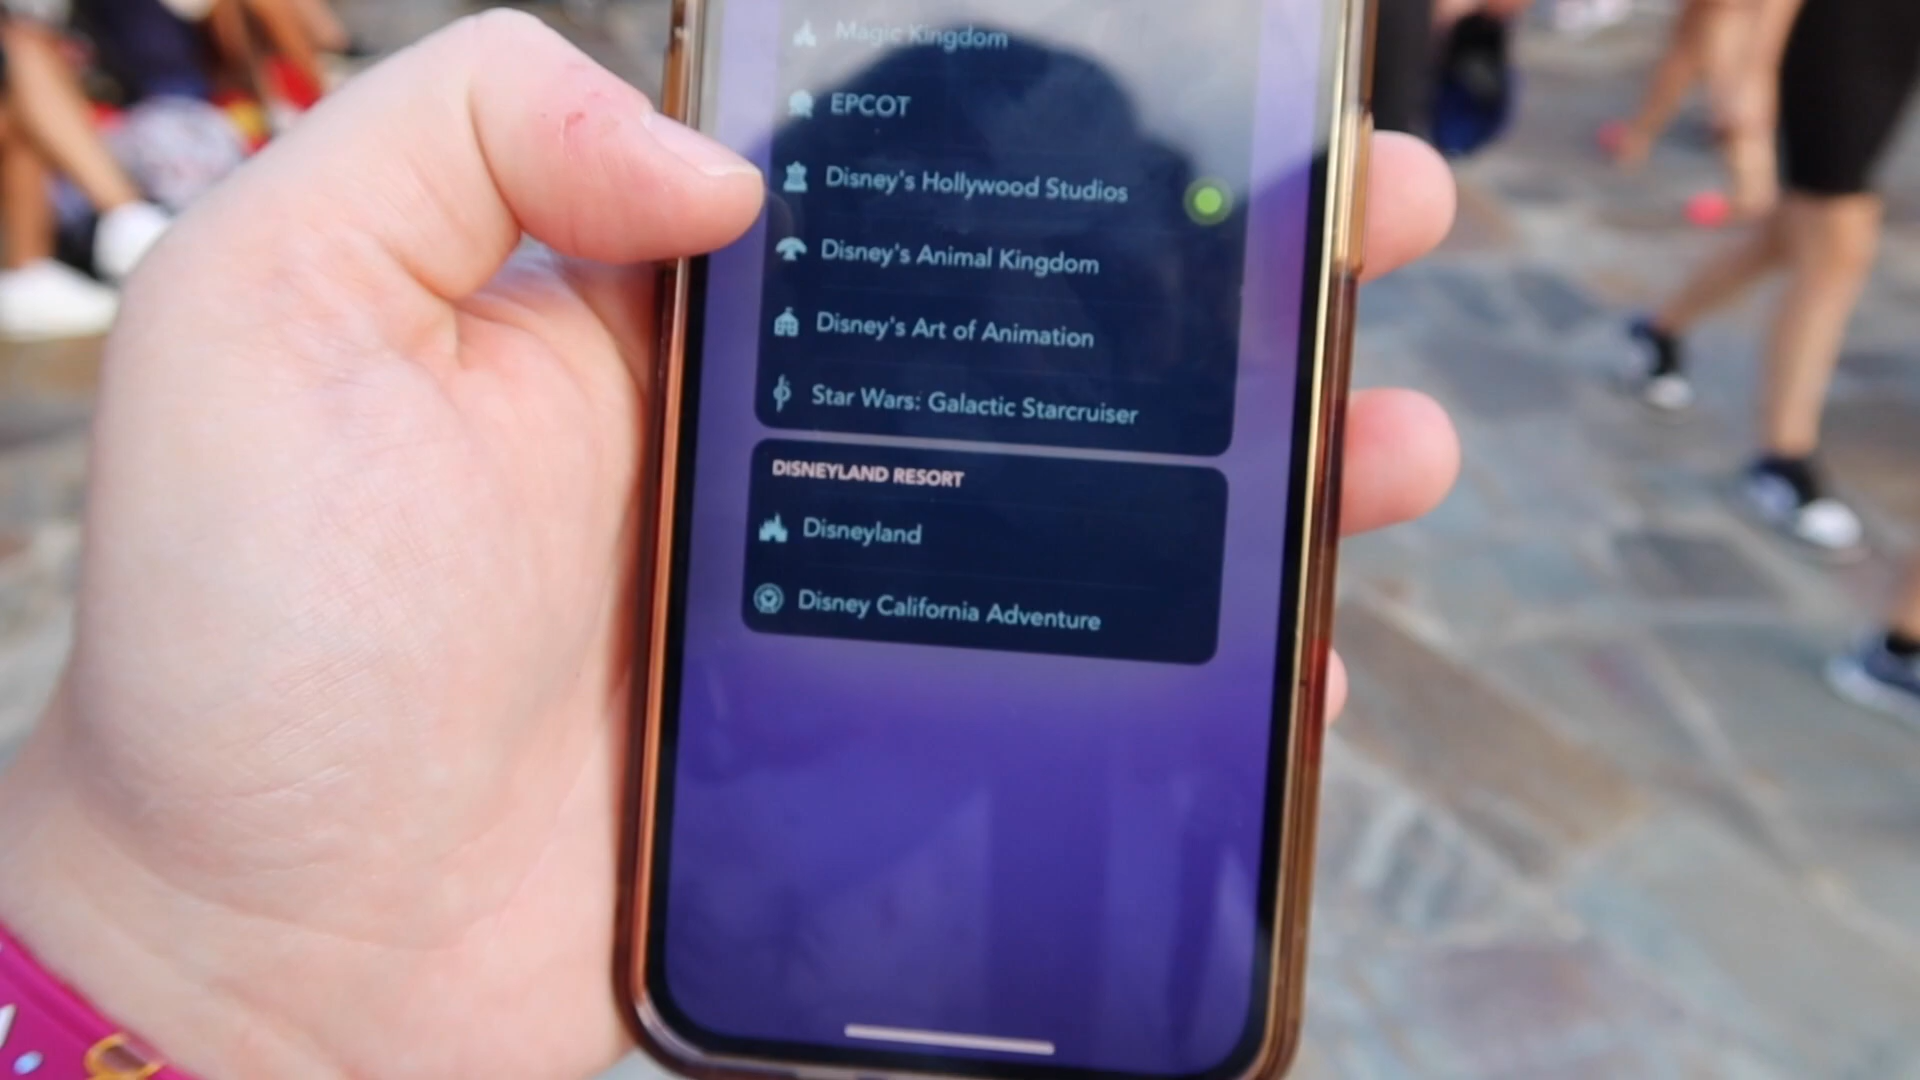 Magic Kingdom
EPCOT
Disney's Hollywood Studios
Disney's Animal Kingdom
Disney's Art of Animation
Star Wars: Galactic Starcruiser
DISNEYLAND RESORT
Disneyland
Disney California Adventure